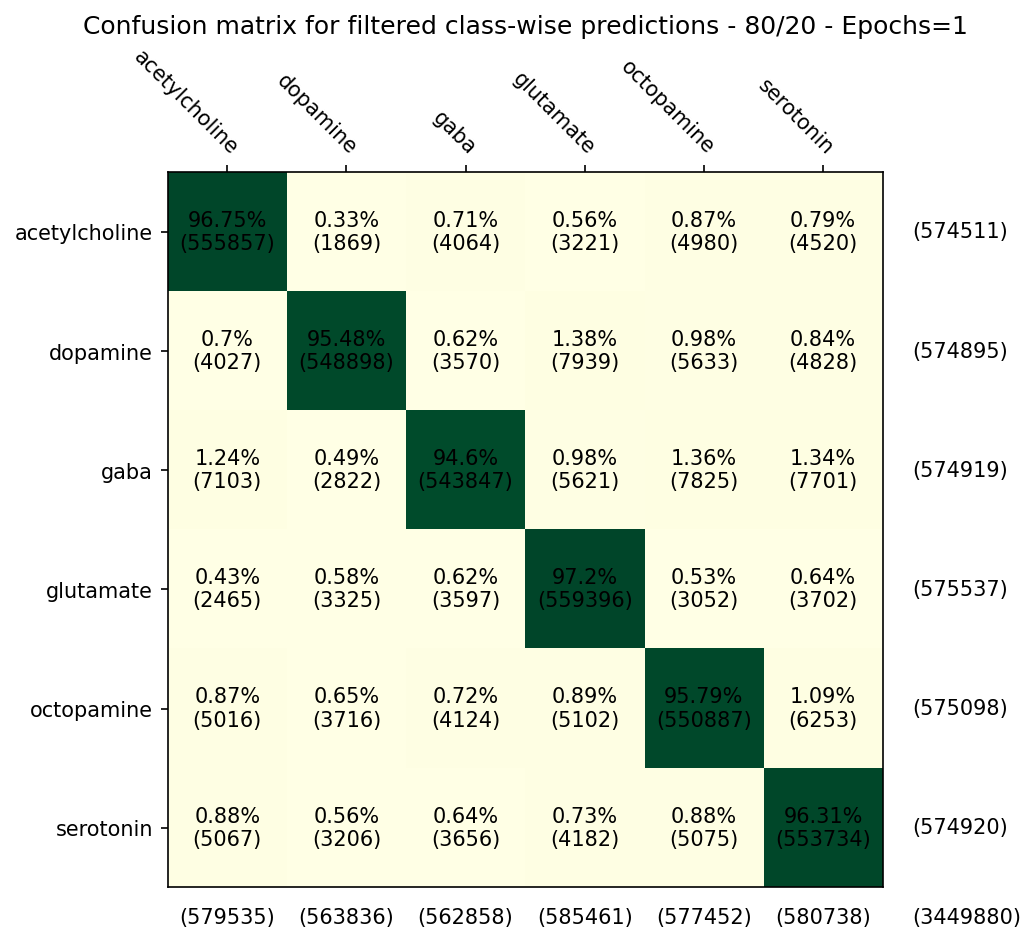 Confusion matrix for filtered class-wise predictions - 80/20 - Epochs=1
acetylcholine dopamine gaba glutamate octopamine serotonin
acetylcholine 96.75% 0.33% 0.71% 0.56% 0.87% 0.79% (574511)
(555857) (1869) (4064) (3221) (4980) (4520)
dopamine 0.7% 95.48% 0.62% 1.38% 0.98% 0.84% (574895)
(4027) (548898) (3570) (7939) (5633) (4828)
gaba 1.24% 0.49% 94.6% 0.98% 1.36% 1.34% (574919)
(7103) (2822) (543847) (5621) (7825) (7701)
glutamate 0.43% 0.58% 0.62% 97.2% 0.53% 0.64% (575537)
(2465) (3325) (3597) (559396) (3052) (3702)
octopamine 0.87% 0.65% 0.72% 0.89% 95.79% 1.09% (575098)
(5016) (3716) (4124) (5102) (550887) (6253)
serotonin 0.88% 0.56% 0.64% 0.73% 0.88% 96.31% (574920)
(5067) (3206) (3656) (4182) (5075) (553734)
(579535) (563836) (562858) (585461) (577452) (580738) (3449880)